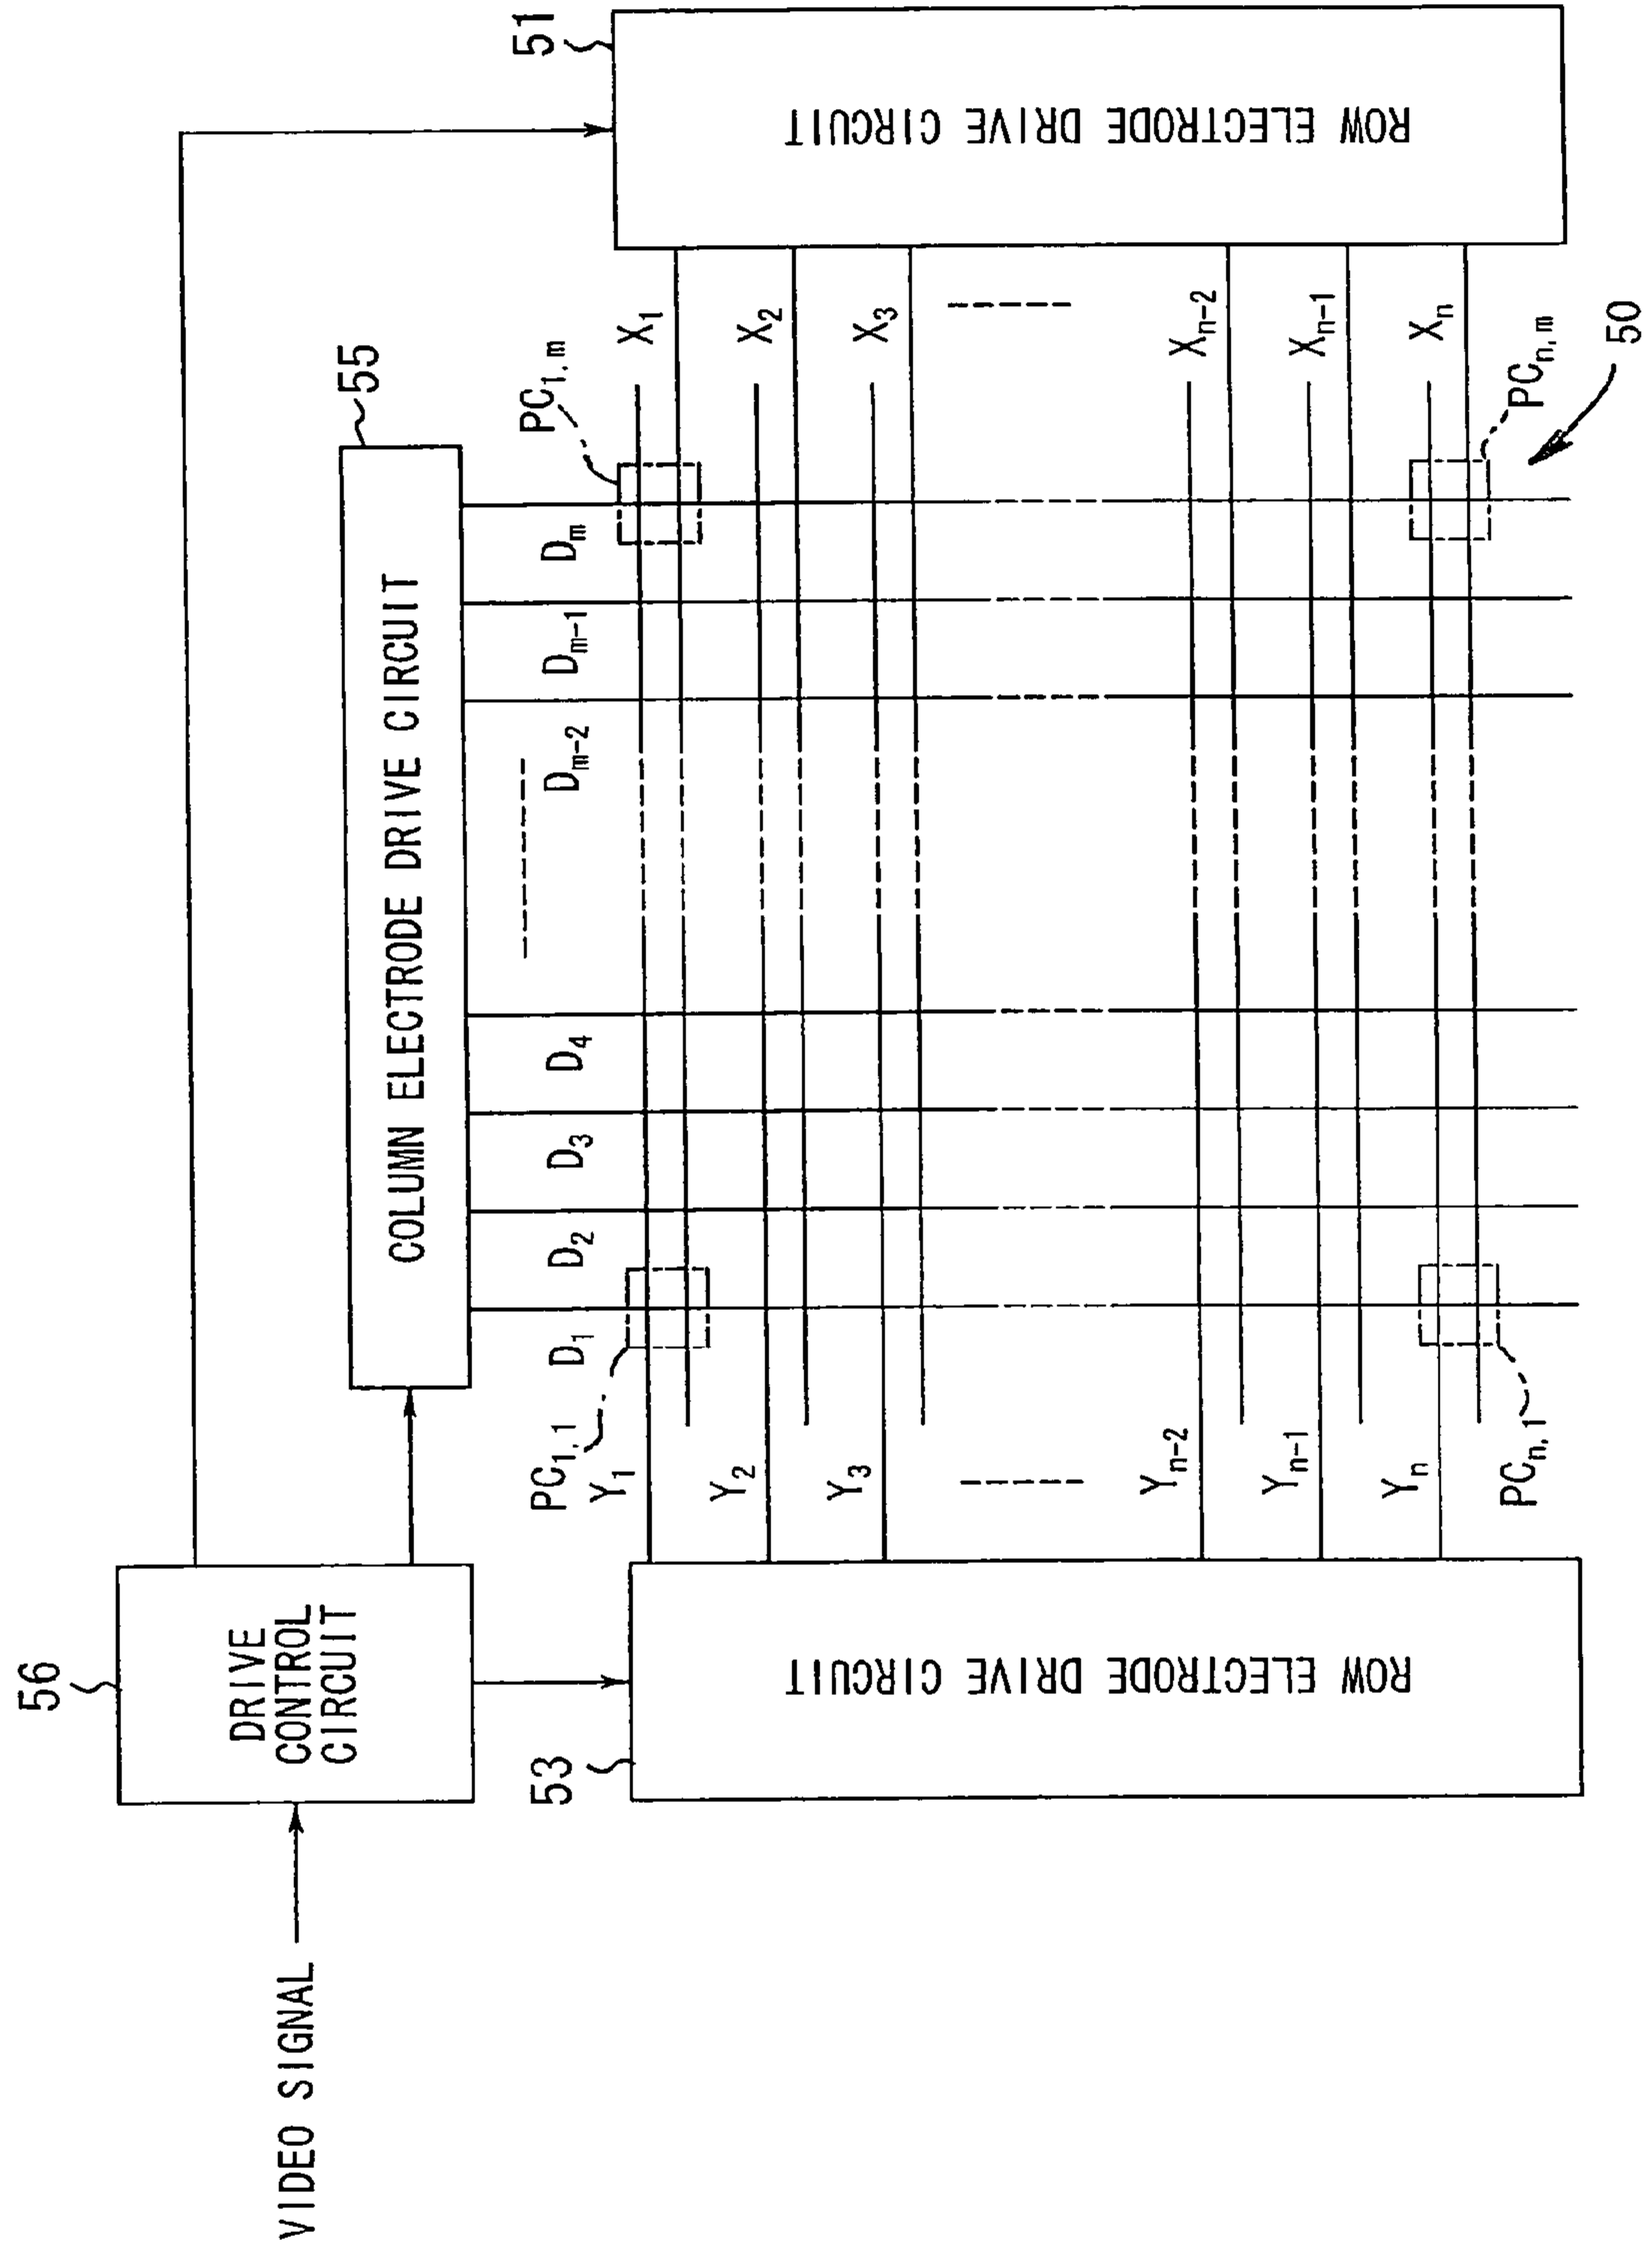 VIDEO SIGNAL
56
DRIVE
CONTROL
CIRCUIT
55
COLUMN ELECTRODE DRIVE CIRCUIT
53
ROW ELECTRODE DRIVE CIRCUIT
51
ROW ELECTRODE DRIVE CIRCUIT
PC1,1
D1 D2 D3 D4 Dm-2 Dm-1 Dm
PC1,m
Y1 X1
Y2 X2
Y3 X3
Yn-2 Xn-2
Yn-1 Xn-1
Yn Xn
PCn,1
PCn,m
50